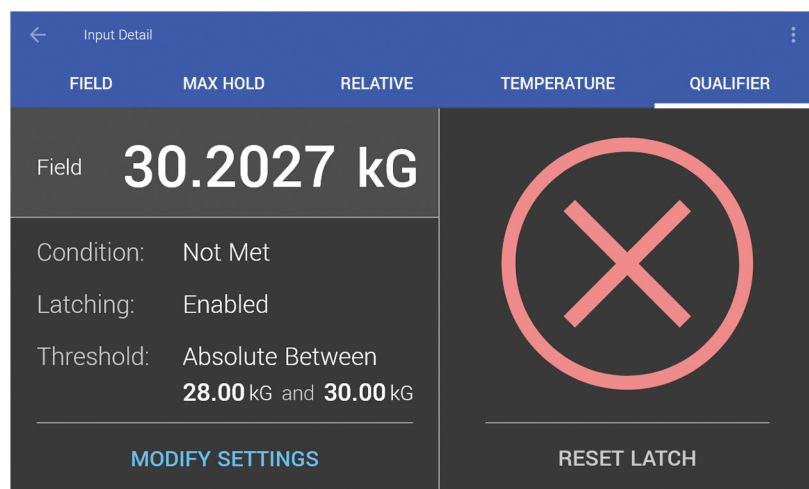 Input Detail
FIELD MAX HOLD RELATIVE TEMPERATURE QUALIFIER
Field 30.2027 kG
Condition: Not Met
Latching: Enabled
Threshold: Absolute Between
28.00 kG and 30.00 kG
MODIFY SETTINGS
RESET LATCH